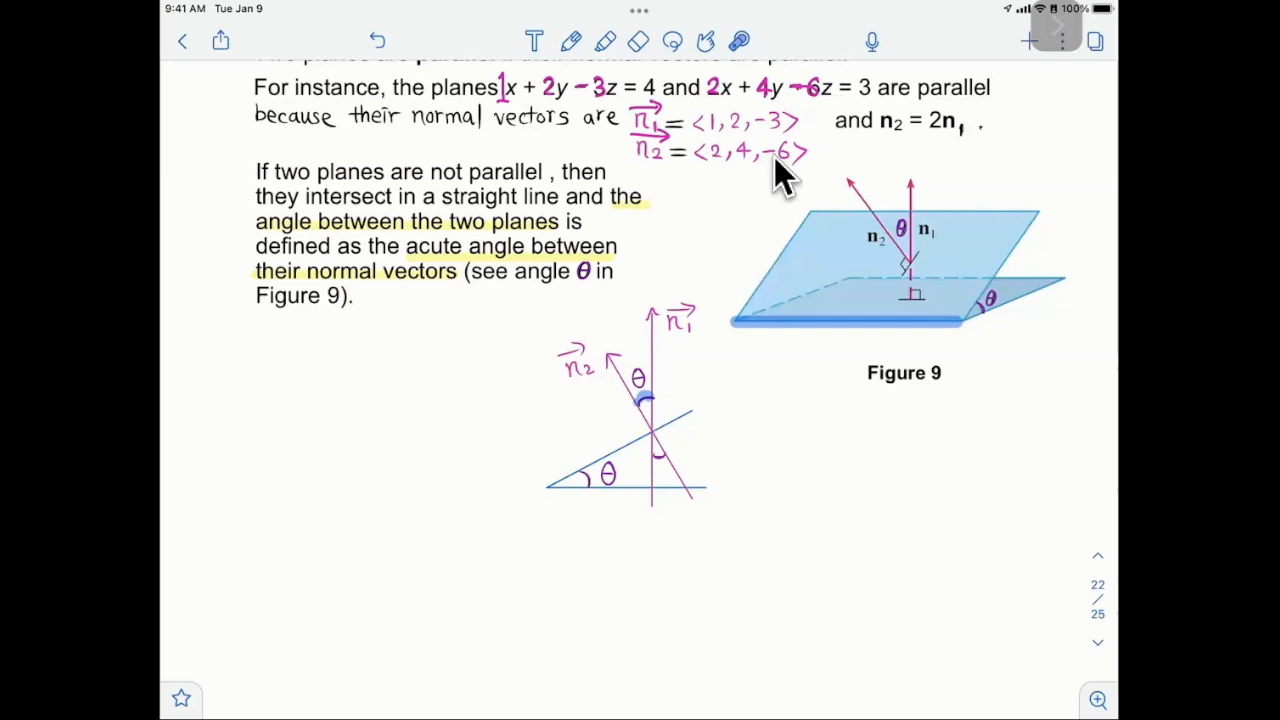 9:41 AM Tue Jan 9
100%
For instance, the planes 1x + 2y − 3z = 4 and 2x + 4y − 6z = 3 are parallel
because their normal vectors are n₁ = <1, 2, −3> and n₂ = 2n₁ .
n₂ = <2, 4, −6>
If two planes are not parallel , then
they intersect in a straight line and the
angle between the two planes is
defined as the acute angle between
their normal vectors (see angle θ in
Figure 9).
n₂ θ n₁
θ
Figure 9
n₁
n₂
θ
θ
22
/
25